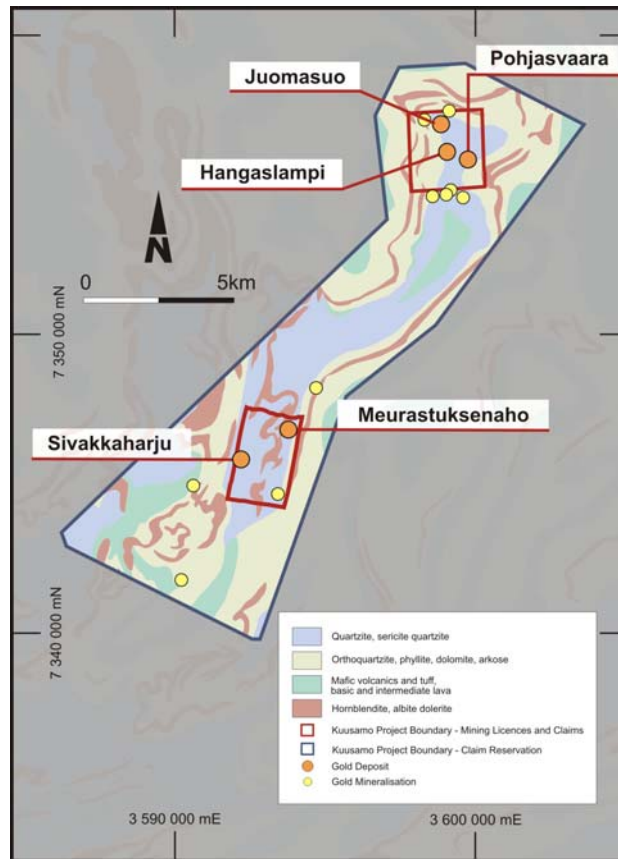 Pohjasvaara
Juomasuo
Hangaslampi
N
0 5km
7 350 000 mN
Meurastuksenaho
Sivakkaharju
7 340 000 mN
Quartzite, sericite quartzite
Orthoquartzite, phyllite, dolomite, arkose
Mafic volcanics and tuff,
basic and intermediate lava
Hornblendite, albite dolerite
Kuusamo Project Boundary - Mining Licences and Claims
Kuusamo Project Boundary - Claim Reservation
Gold Deposit
Gold Mineralisation
3 590 000 mE
3 600 000 mE